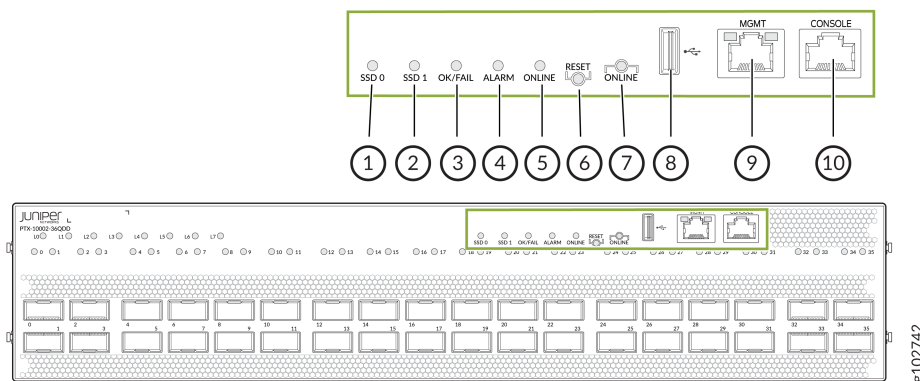 MGMT CONSOLE
RESET
SSD 0 SSD 1 OK/FAIL ALARM ONLINE ONLINE
1 2 3 4 5 6 7 8 9 10
JUNIPER
NETWORKS
PTX-10002-36QDD
L0 L1 L2 L3 L4 L5 L6 L7
MGMT CONSOLE
RESET
SSD 0 SSD 1 OK/FAIL ALARM ONLINE ONLINE
0 1 2 3 4 5 6 7 8 9 10 11 12 13 14 15 16 17 18 19 20 21 22 23 24 25 26 27 28 29 30 31 32 33 34 35
0 2 4 6 8 10 12 14 16 18 20 22 24 26 28 30 32 34
1 3 5 7 9 11 13 15 17 19 21 23 25 27 29 31 33 35
g102742